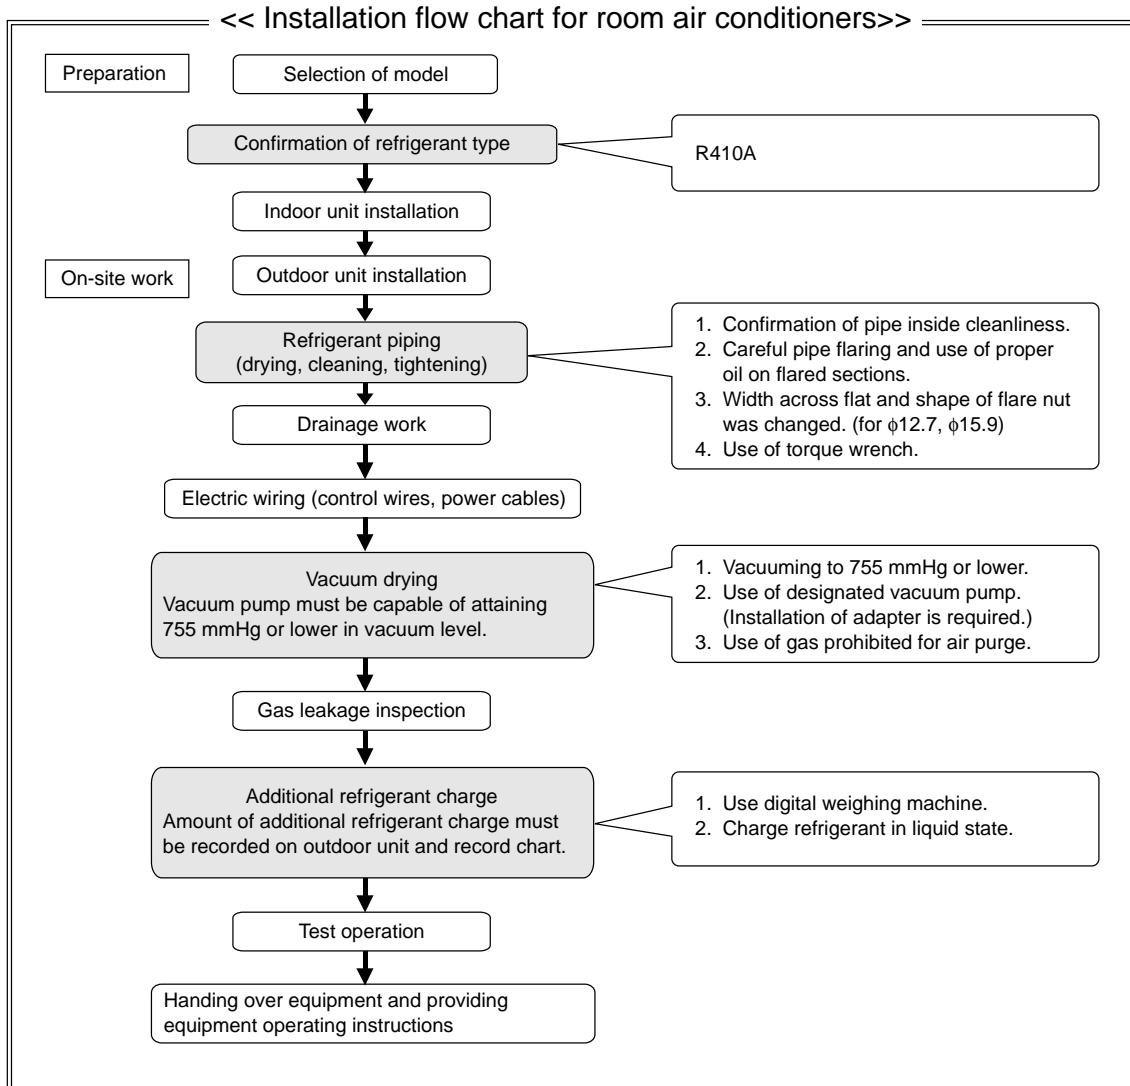 << Installation flow chart for room air conditioners>>
Preparation
Selection of model
Confirmation of refrigerant type
R410A
Indoor unit installation
On-site work
Outdoor unit installation
Refrigerant piping
(drying, cleaning, tightening)
1. Confirmation of pipe inside cleanliness.
2. Careful pipe flaring and use of proper
oil on flared sections.
3. Width across flat and shape of flare nut
was changed. (for ϕ12.7, ϕ15.9)
4. Use of torque wrench.
Drainage work
Electric wiring (control wires, power cables)
Vacuum drying
Vacuum pump must be capable of attaining
755 mmHg or lower in vacuum level.
1. Vacuuming to 755 mmHg or lower.
2. Use of designated vacuum pump.
(Installation of adapter is required.)
3. Use of gas prohibited for air purge.
Gas leakage inspection
Additional refrigerant charge
Amount of additional refrigerant charge must
be recorded on outdoor unit and record chart.
1. Use digital weighing machine.
2. Charge refrigerant in liquid state.
Test operation
Handing over equipment and providing
equipment operating instructions